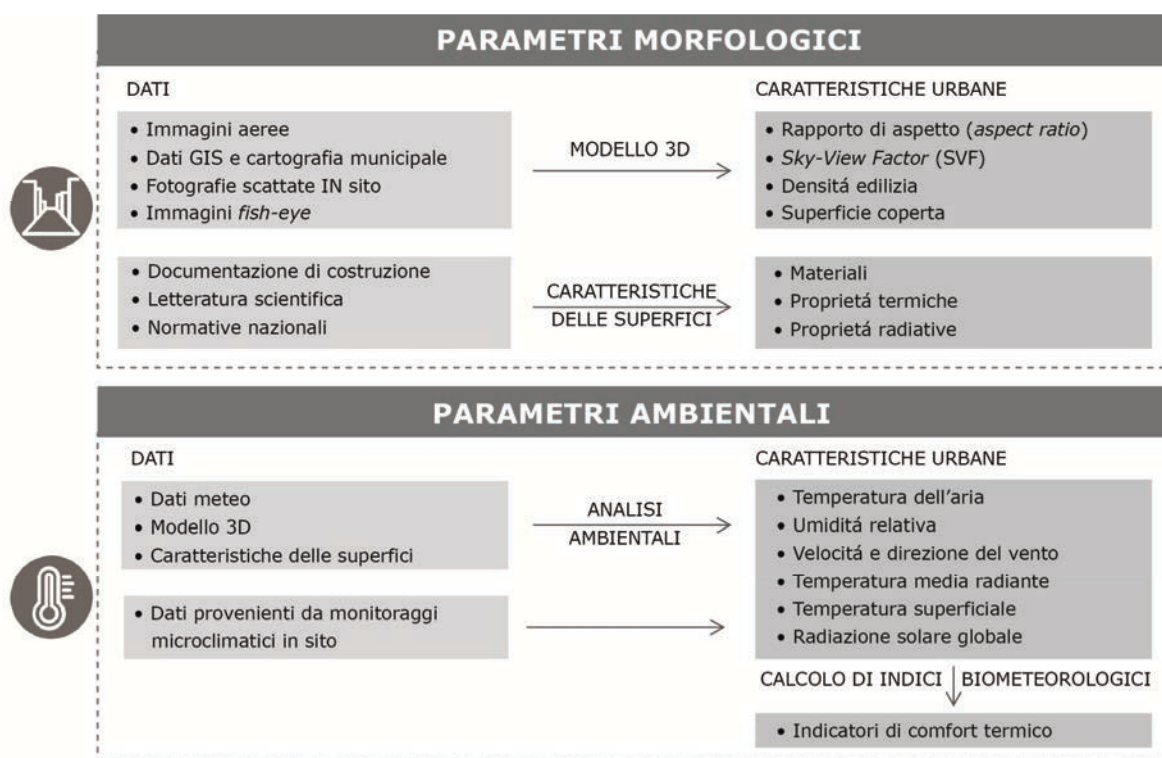 PARAMETRI MORFOLOGICI
DATI
• Immagini aeree
• Dati GIS e cartografia municipale
• Fotografie scattate IN sito
• Immagini fish-eye
MODELLO 3D
CARATTERISTICHE URBANE
• Rapporto di aspetto (aspect ratio)
• Sky-View Factor (SVF)
• Densitá edilizia
• Superficie coperta
• Documentazione di costruzione
• Letteratura scientifica
• Normative nazionali
CARATTERISTICHE
DELLE SUPERFICI
• Materiali
• Proprietá termiche
• Proprietá radiative
PARAMETRI AMBIENTALI
DATI
• Dati meteo
• Modello 3D
• Caratteristiche delle superfici
ANALISI
AMBIENTALI
• Dati provenienti da monitoraggi
microclimatici in sito
CARATTERISTICHE URBANE
• Temperatura dell'aria
• Umiditá relativa
• Velocitá e direzione del vento
• Temperatura media radiante
• Temperatura superficiale
• Radiazione solare globale
CALCOLO DI INDICI BIOMETEOROLOGICI
• Indicatori di comfort termico